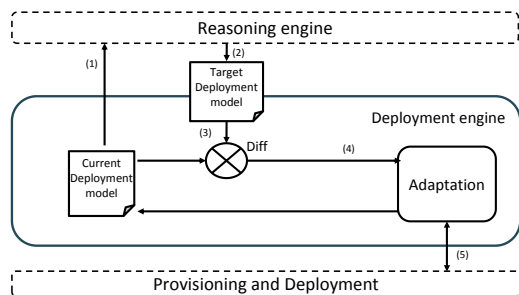 Reasoning engine
(1)
(2)
Target
Deployment
model
(3)
Deployment engine
Diff
(4)
Current
Deployment
model
Adaptation
(5)
Provisioning and Deployment